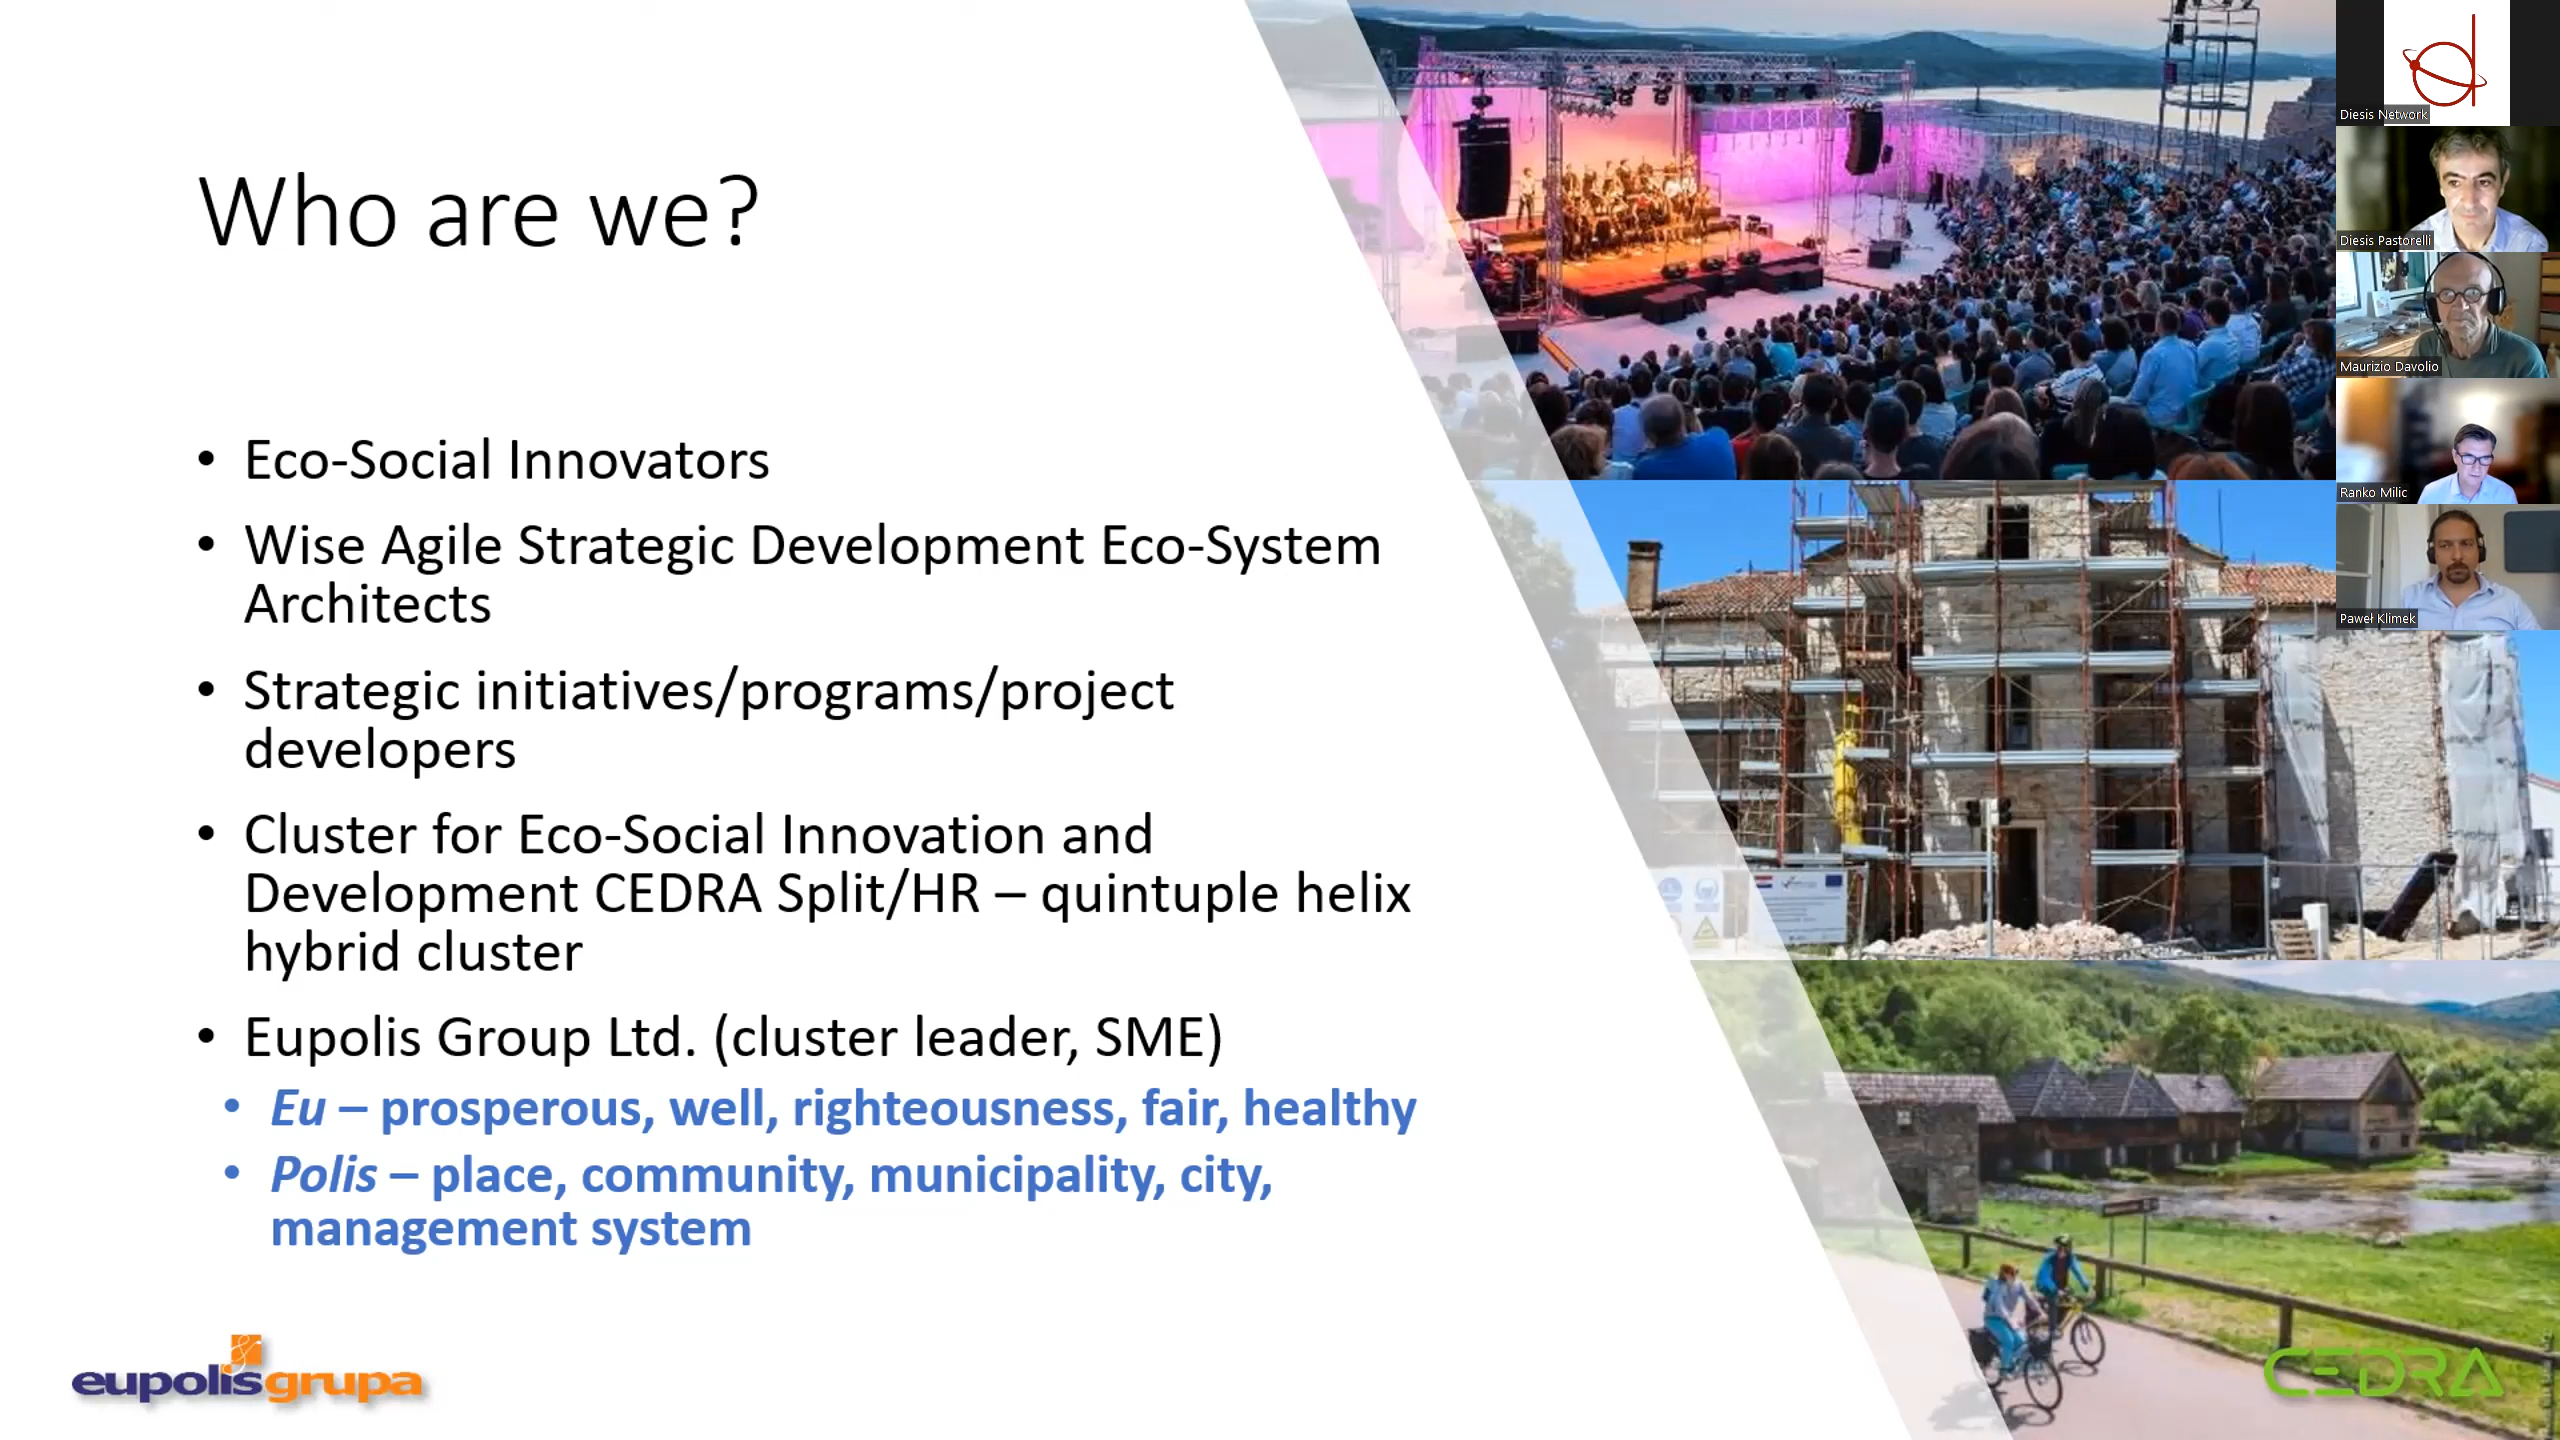 Who are we?
• Eco-Social Innovators
• Wise Agile Strategic Development Eco-System
Architects
• Strategic initiatives/programs/project
developers
• Cluster for Eco-Social Innovation and
Development CEDRA Split/HR – quintuple helix
hybrid cluster
• Eupolis Group Ltd. (cluster leader, SME)
• Eu – prosperous, well, righteousness, fair, healthy
• Polis – place, community, municipality, city,
management system
eupolisgrupa
CEDRA
Diesis Network
Diesis Pastorelli
Maurizio Davolio
Ranko Milic
Paweł Klimek